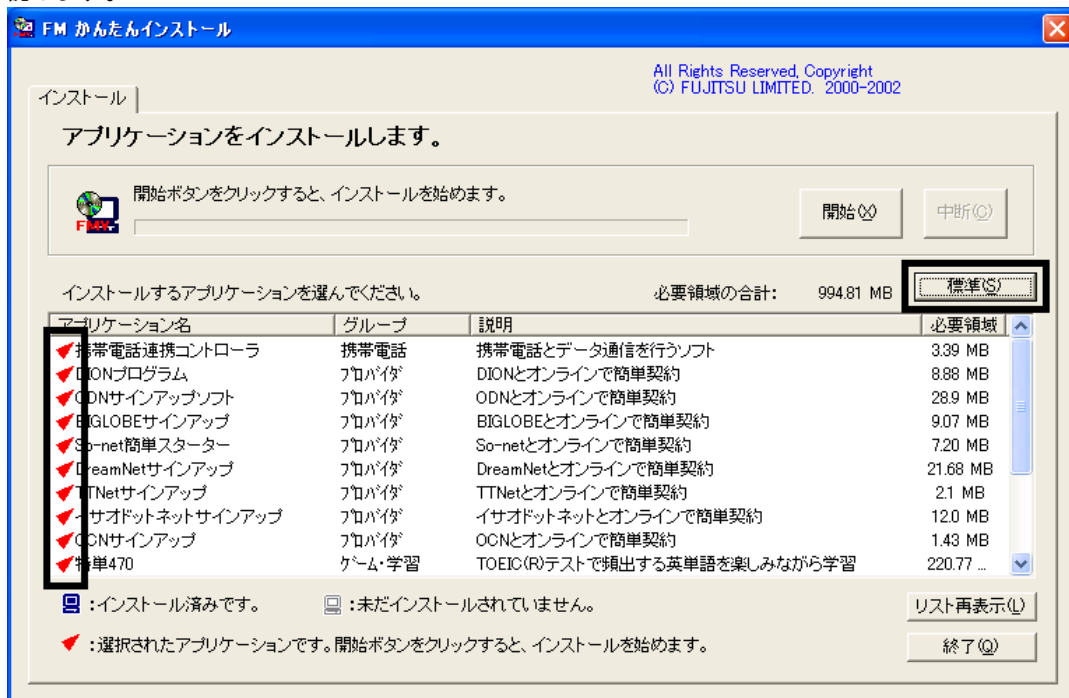 FM かんたんインストール
All Rights Reserved, Copyright
(C) FUJITSU LIMITED. 2000-2002
インストール
アプリケーションをインストールします。
開始ボタンをクリックすると、インストールを始めます。
FMV
開始(X)
中断(C)
インストールするアプリケーションを選んでください。
必要領域の合計: 994.81 MB
標準(S)
アプリケーション名 グループ 説明 必要領域
携帯電話連携コントローラ 携帯電話 携帯電話とデータ通信を行うソフト 3.39 MB
DIONプログラム プロバイダ DIONとオンラインで簡単契約 8.88 MB
ODNサインアップソフト プロバイダ ODNとオンラインで簡単契約 28.9 MB
BIGLOBEサインアップ プロバイダ BIGLOBEとオンラインで簡単契約 9.07 MB
So-net簡単スターター プロバイダ So-netとオンラインで簡単契約 7.20 MB
DreamNetサインアップ プロバイダ DreamNetとオンラインで簡単契約 21.68 MB
TTNetサインアップ プロバイダ TTNetとオンラインで簡単契約 2.1 MB
イサオドットネットサインアップ プロバイダ イサオドットネットとオンラインで簡単契約 12.0 MB
OCNサインアップ プロバイダ OCNとオンラインで簡単契約 1.43 MB
特単470 ゲーム・学習 TOEIC(R)テストで頻出する英単語を楽しみながら学習 220.77 ...
:インストール済みです。 :未だインストールされていません。
リスト再表示(L)
:選択されたアプリケーションです。開始ボタンをクリックすると、インストールを始めます。
終了(Q)